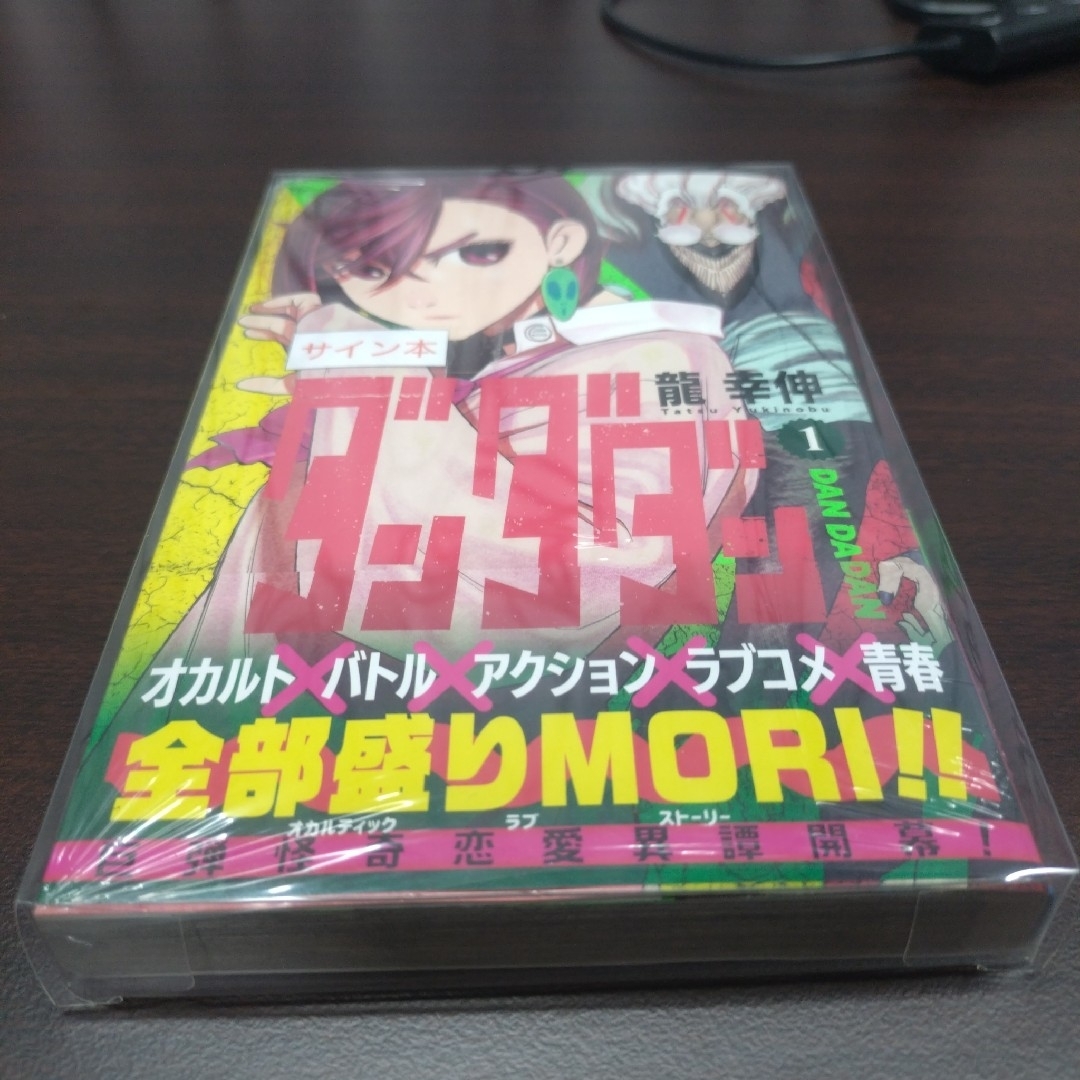 サイン本
ダンダダン
龍 幸伸
Tatsu Yukinobu
1
DAN DA DAN
オカルト×バトル×アクション×ラブコメ×青春
全部盛りMORI!!
オカルティック ラブ ストーリー
怪奇恋愛異譚開幕!